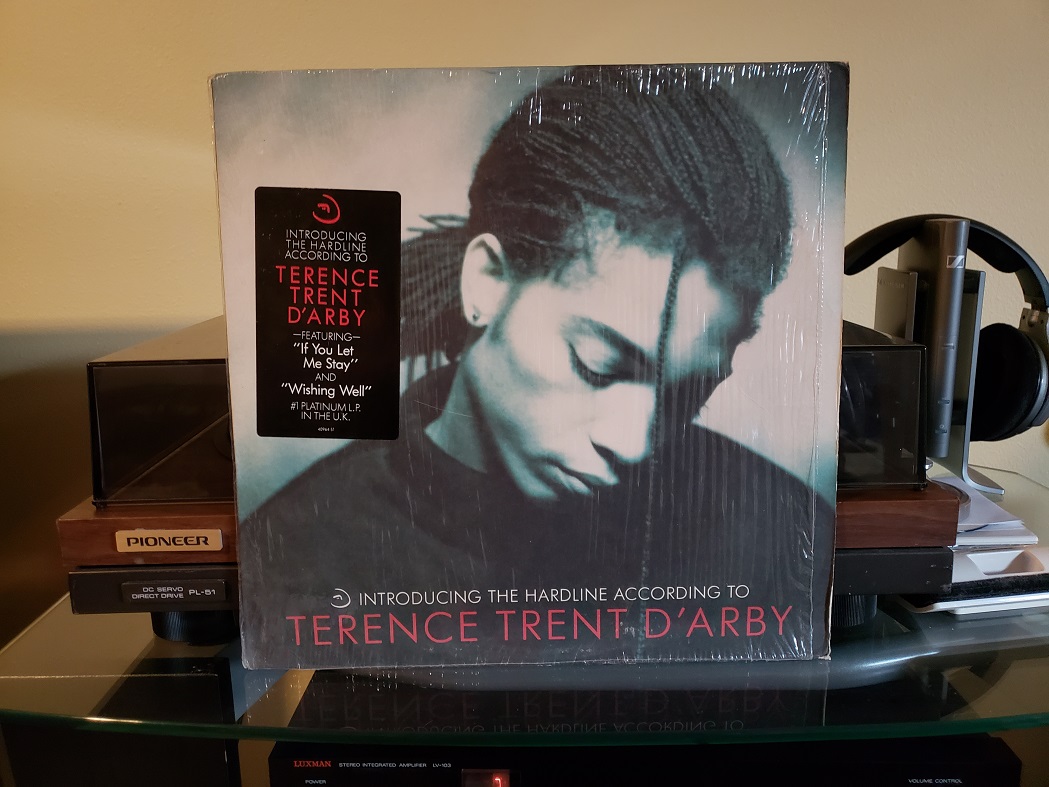 INTRODUCING
THE HARDLINE
ACCORDING TO
TERENCE
TRENT
D'ARBY
—FEATURING—
"If You Let
Me Stay"
AND
"Wishing Well"
#1 PLATINUM L.P.
IN THE U.K.
40964 S1
INTRODUCING THE HARDLINE ACCORDING TO
TERENCE TRENT D'ARBY
PIONEER
DC SERVO
DIRECT DRIVE PL-51
LUXMAN STEREO INTEGRATED AMPLIFIER LV-103
POWER
VOLUME CONTROL